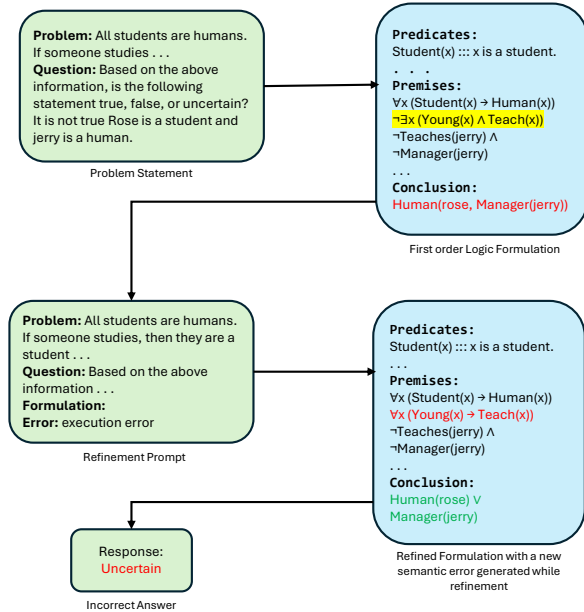 Problem: All students are humans.
If someone studies . . .
Question: Based on the above
information, is the following
statement true, false, or uncertain?
It is not true Rose is a student and
jerry is a human.
Problem Statement
Predicates:
Student(x) ::: x is a student.
. . .
Premises:
∀x (Student(x) → Human(x))
¬∃x (Young(x) ∧ Teach(x))
¬Teaches(jerry) ∧
¬Manager(jerry)
...
Conclusion:
Human(rose, Manager(jerry))
First order Logic Formulation
Problem: All students are humans.
If someone studies, then they are a
student . . .
Question: Based on the above
information . . .
Formulation:
Error: execution error
Refinement Prompt
Predicates:
Student(x) ::: x is a student.
...
Premises:
∀x (Student(x) → Human(x))
∀x (Young(x) → Teach(x))
¬Teaches(jerry) ∧
¬Manager(jerry)
...
Conclusion:
Human(rose) ∨
Manager(jerry)
Refined Formulation with a new
semantic error generated while
refinement
Response:
Uncertain
Incorrect Answer